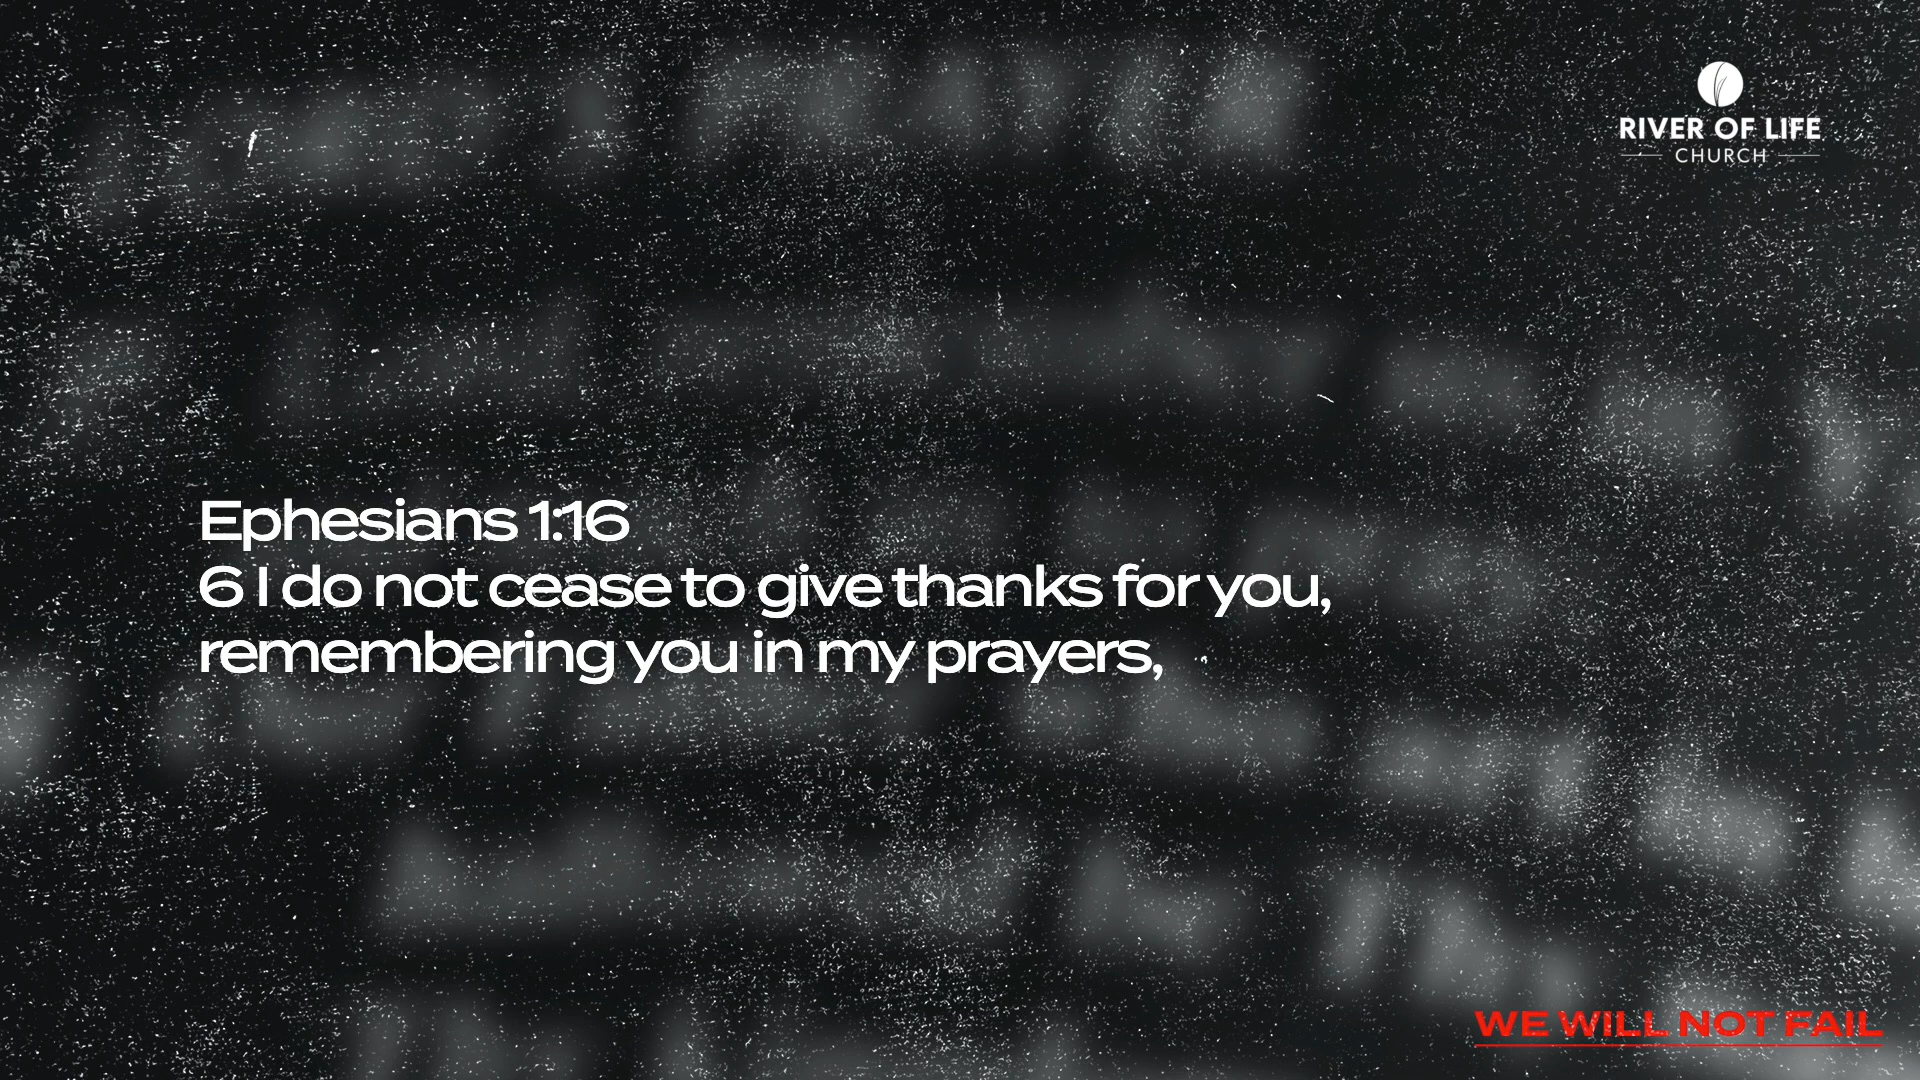 RIVER OF LIFE
CHURCH
Ephesians 1:16
6 I do not cease to give thanks for you,
remembering you in my prayers,
WE WILL NOT FAIL